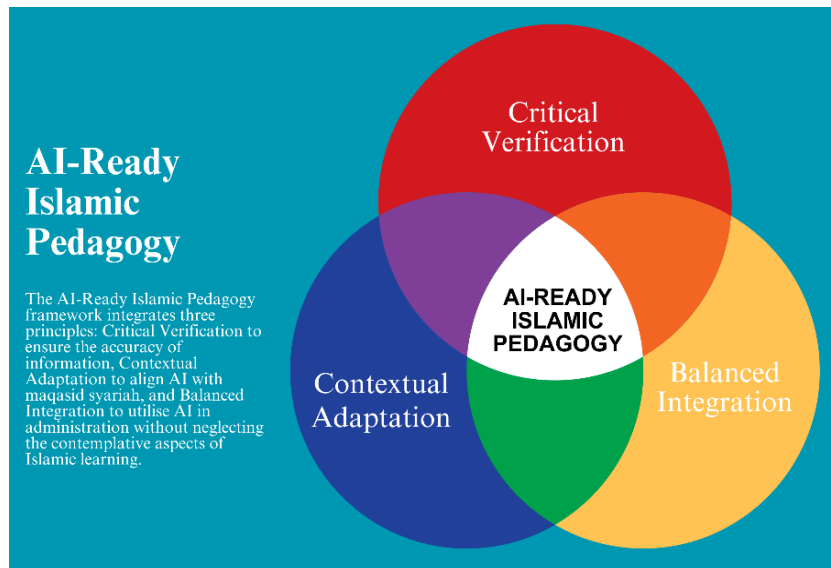 AI-Ready
Islamic
Pedagogy
The AI-Ready Islamic Pedagogy
framework integrates three
principles: Critical Verification to
ensure the accuracy of
information, Contextual
Adaptation to align AI with
maqasid syariah, and Balanced
Integration to utilise AI in
administration without neglecting
the contemplative aspects of
Islamic learning.
Critical
Verification
AI-READY
ISLAMIC
PEDAGOGY
Contextual
Adaptation
Balanced
Integration